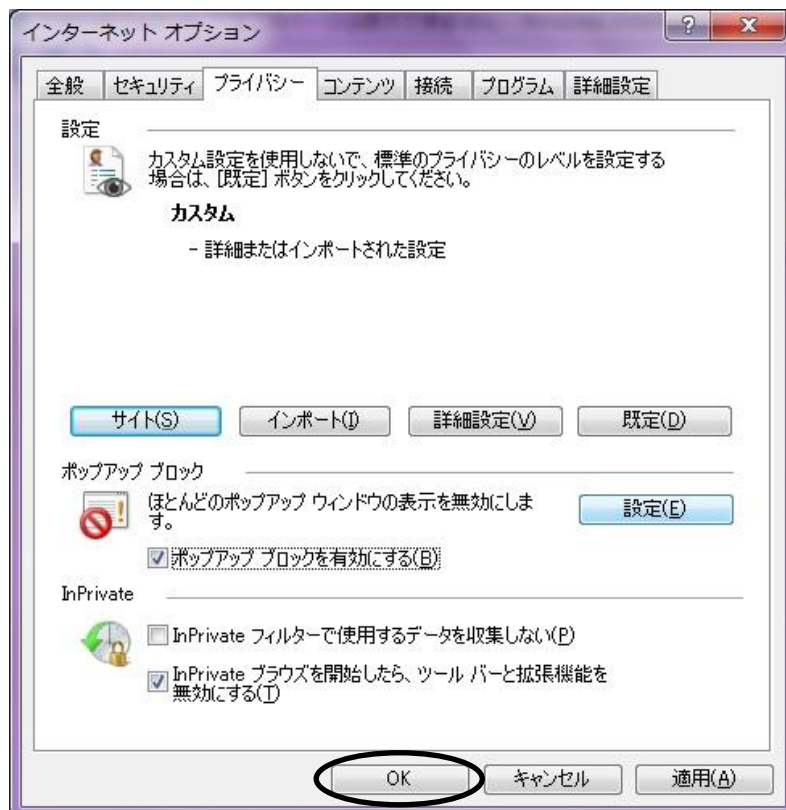 インターネット オプション
全般 セキュリティ プライバシー コンテンツ 接続 プログラム 詳細設定
設定
カスタム設定を使用しないで、標準のプライバシーのレベルを設定する
場合は、[既定] ボタンをクリックしてください。
カスタム
- 詳細またはインポートされた設定
サイト(S) インポート(I) 詳細設定(V) 既定(D)
ポップアップ ブロック
ほとんどのポップアップ ウィンドウの表示を無効にしま
す。
設定(E)
ポップアップ ブロックを有効にする(B)
InPrivate
InPrivate フィルターで使用するデータを収集しない(P)
InPrivate ブラウズを開始したら、ツール バーと拡張機能を
無効にする(T)
OK キャンセル 適用(A)